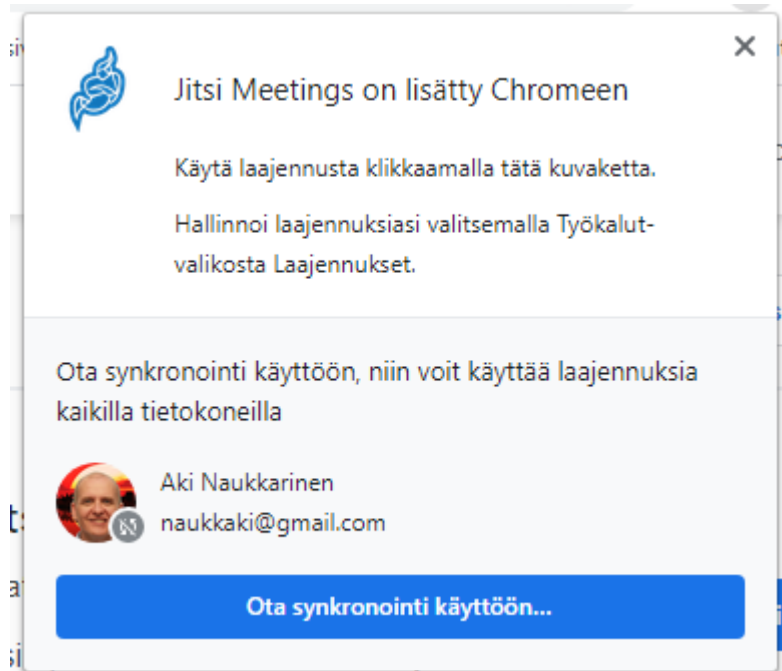 Jitsi Meetings on lisätty Chromeen
Käytä laajennusta klikkaamalla tätä kuvaketta.
Hallinnoi laajennuksiasi valitsemalla Työkalut-
valikosta Laajennukset.
Ota synkronointi käyttöön, niin voit käyttää laajennuksia
kaikilla tietokoneilla
Aki Naukkarinen
naukkaki@gmail.com
Ota synkronointi käyttöön...